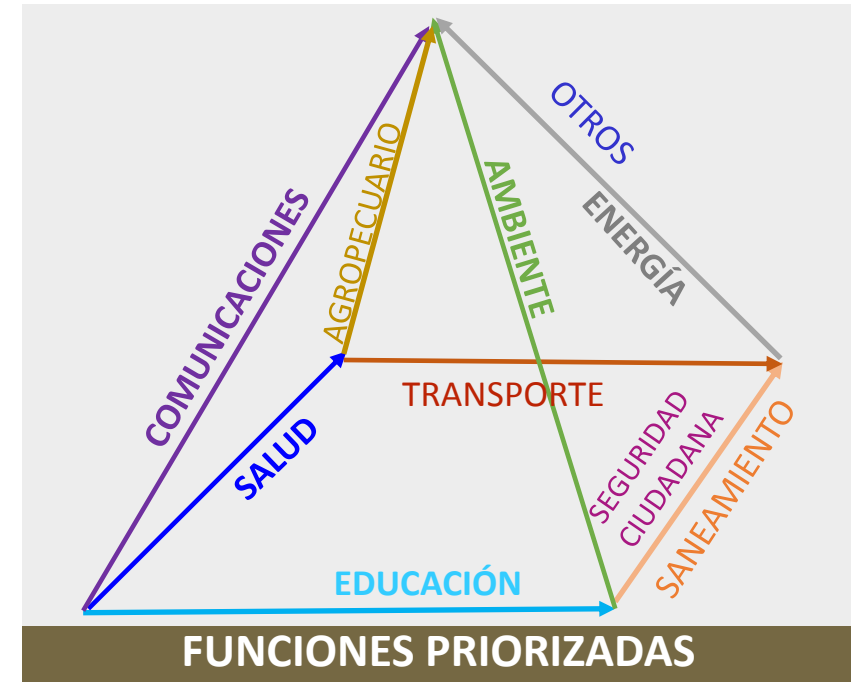 OTROS
ENERGÍA
AGROPECUARIO
AMBIENTE
COMUNICACIONES
TRANSPORTE
SALUD
SEGURIDAD
CIUDADANA
SANEAMIENTO
EDUCACIÓN
FUNCIONES PRIORIZADAS